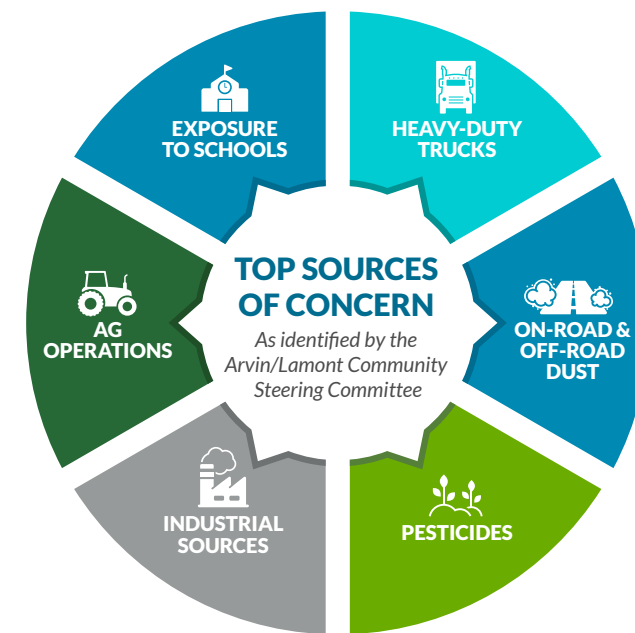 EXPOSURE
TO SCHOOLS
HEAVY-DUTY
TRUCKS
TOP SOURCES
OF CONCERN
As identified by the
Arvin/Lamont Community
Steering Committee
AG
OPERATIONS
ON-ROAD &
OFF-ROAD
DUST
INDUSTRIAL
SOURCES
PESTICIDES